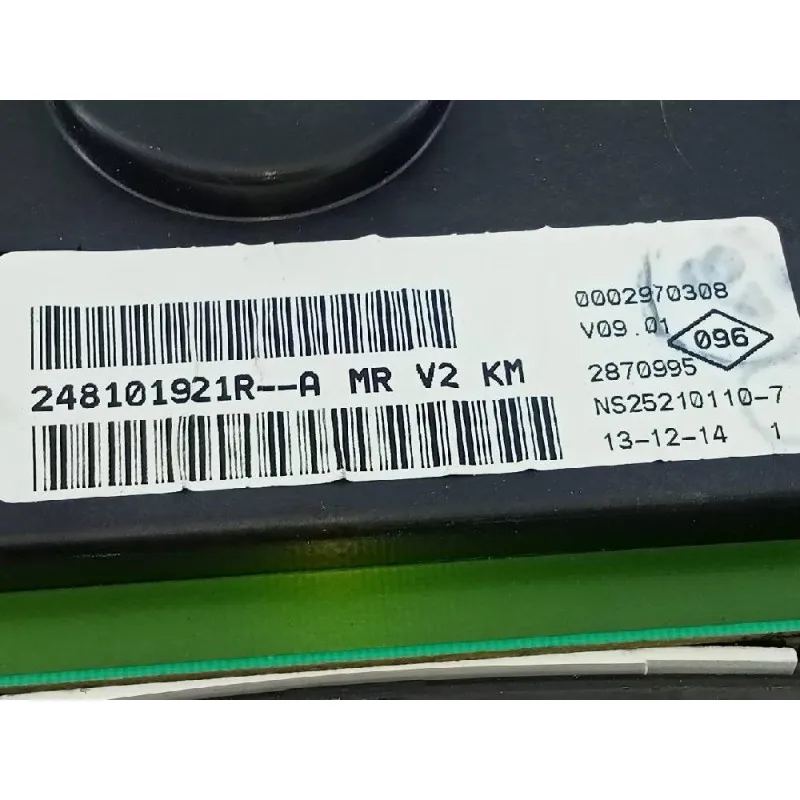 248101921R--A MR V2 KM
0002970308
V09.01
096
2870995
NS25210110-7
13-12-14 1